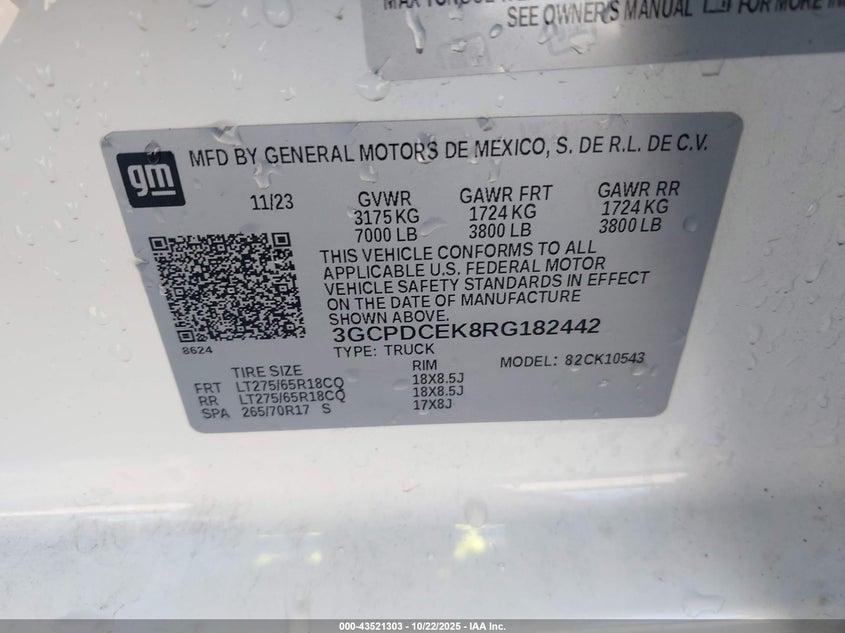 SEE OWNER'S MANUAL FOR MORE
gm
MFD BY GENERAL MOTORS DE MEXICO, S. DE R.L. DE C.V.
11/23 GVWR GAWR FRT GAWR RR
3175 KG 1724 KG 1724 KG
7000 LB 3800 LB 3800 LB
THIS VEHICLE CONFORMS TO ALL
APPLICABLE U.S. FEDERAL MOTOR
VEHICLE SAFETY STANDARDS IN EFFECT
ON THE DATE OF MANUFACTURE
SHOWN ABOVE.
3GCPDCEK8RG182442
8624
TYPE: TRUCK MODEL: 82CK10543
TIRE SIZE RIM
FRT LT275/65R18CQ 18X8.5J
RR LT275/65R18CQ 18X8.5J
SPA 265/70R17 S 17X8J
000-43521303 - 10/22/2025 - IAA Inc.